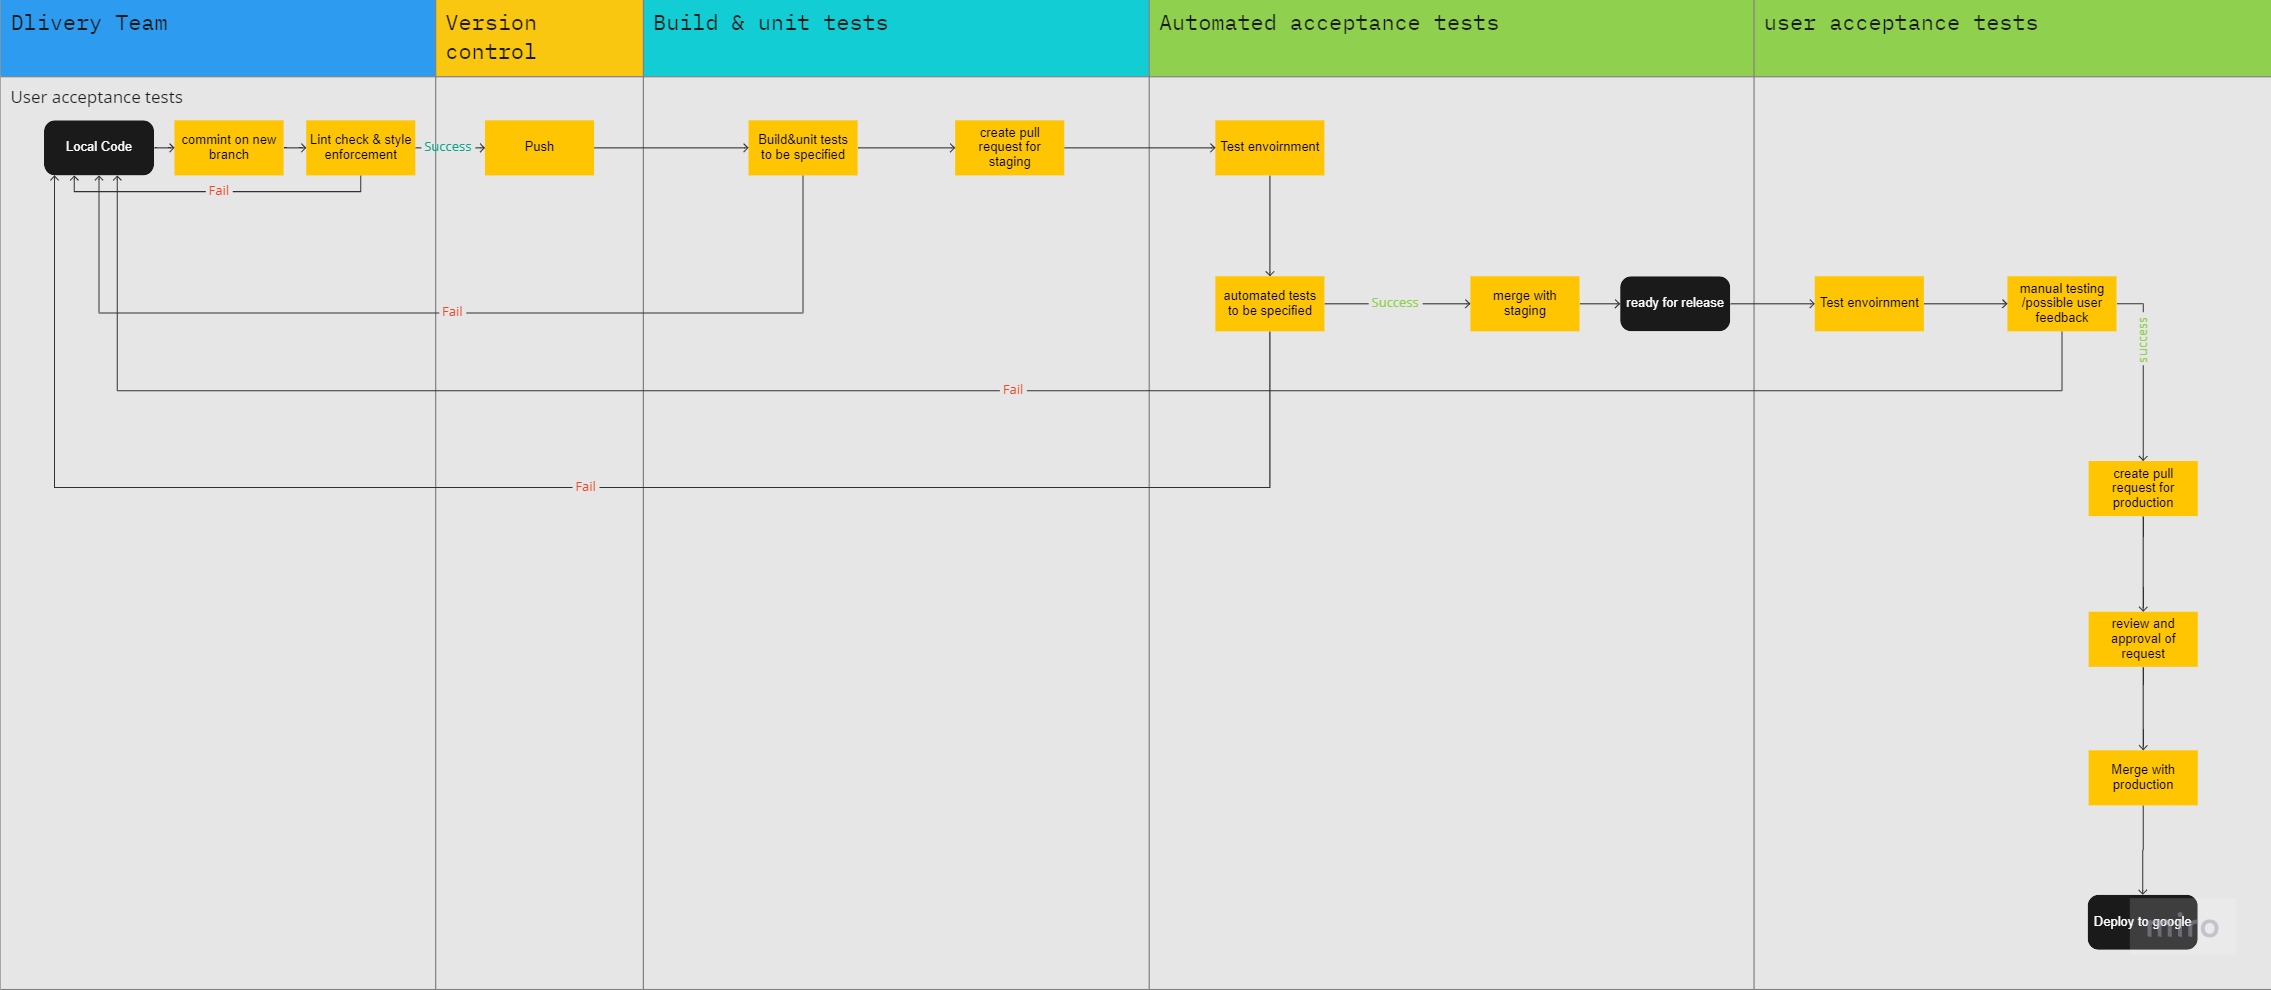 Dlivery Team
Version
control
Build & unit tests
Automated acceptance tests
user acceptance tests
User acceptance tests
Local Code
commint on new
branch
Lint check & style
enforcement
Success
Push
Build&unit tests
to be specified
create pull
request for
staging
Test envoirnment
Fail
automated tests
to be specified
Success
merge with
staging
ready for release
Test envoirnment
manual testing
/possible user
feedback
success
Fail
Fail
Fail
create pull
request for
production
review and
approval of
request
Merge with
production
Deploy to google
miro